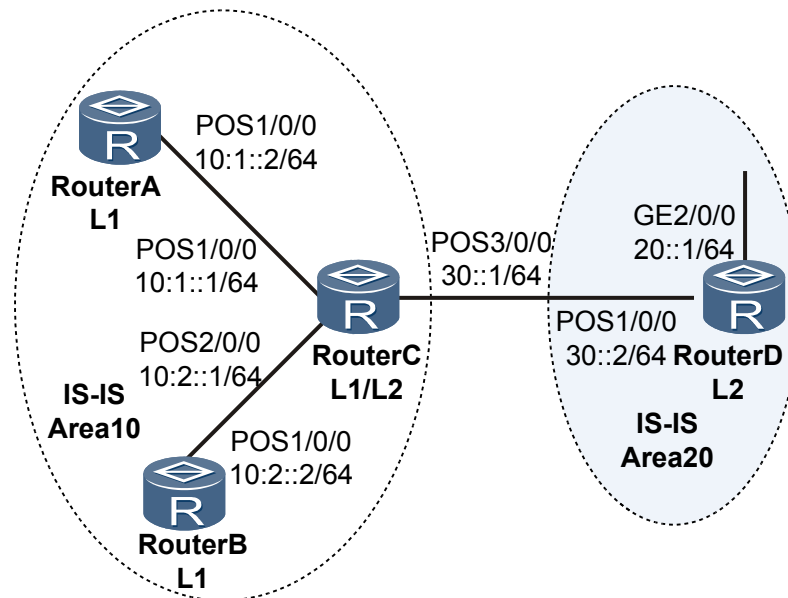 POS1/0/0
10:1::2/64
R
RouterA
L1
POS1/0/0
10:1::1/64
POS3/0/0
30::1/64
GE2/0/0
20::1/64
R
R
POS2/0/0
10:2::1/64
RouterC
L1/L2
POS1/0/0
30::2/64
RouterD
L2
IS-IS
Area10
POS1/0/0
10:2::2/64
IS-IS
Area20
R
RouterB
L1